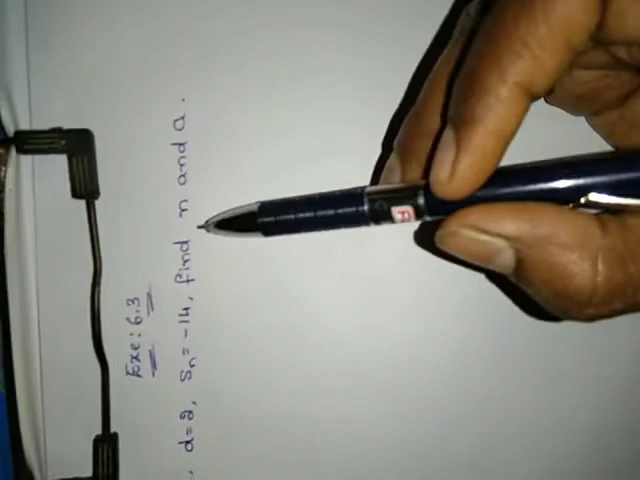 Exe: 6.3
, d=2, Sn = -14, find n and a.